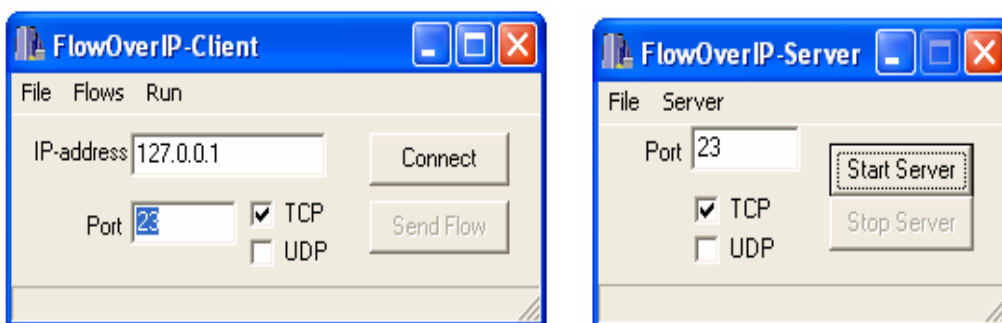 FlowOverIP-Client
File Flows Run
IP-address 127.0.0.1
Connect
Port 23
TCP
UDP
Send Flow
FlowOverIP-Server
File Server
Port 23
Start Server
TCP
UDP
Stop Server